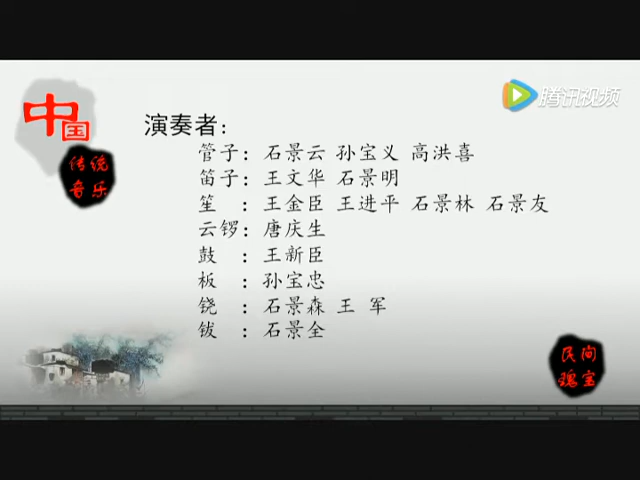 中国
传统
音乐
腾讯视频
演奏者：
管子：石景云 孙宝义 高洪喜
笛子：王文华 石景明
笙 ：王金臣 王进平 石景林 石景友
云锣：唐庆生
鼓 ：王新臣
板 ：孙宝忠
铙 ：石景森 王 军
钹 ：石景全
民间
瑰宝